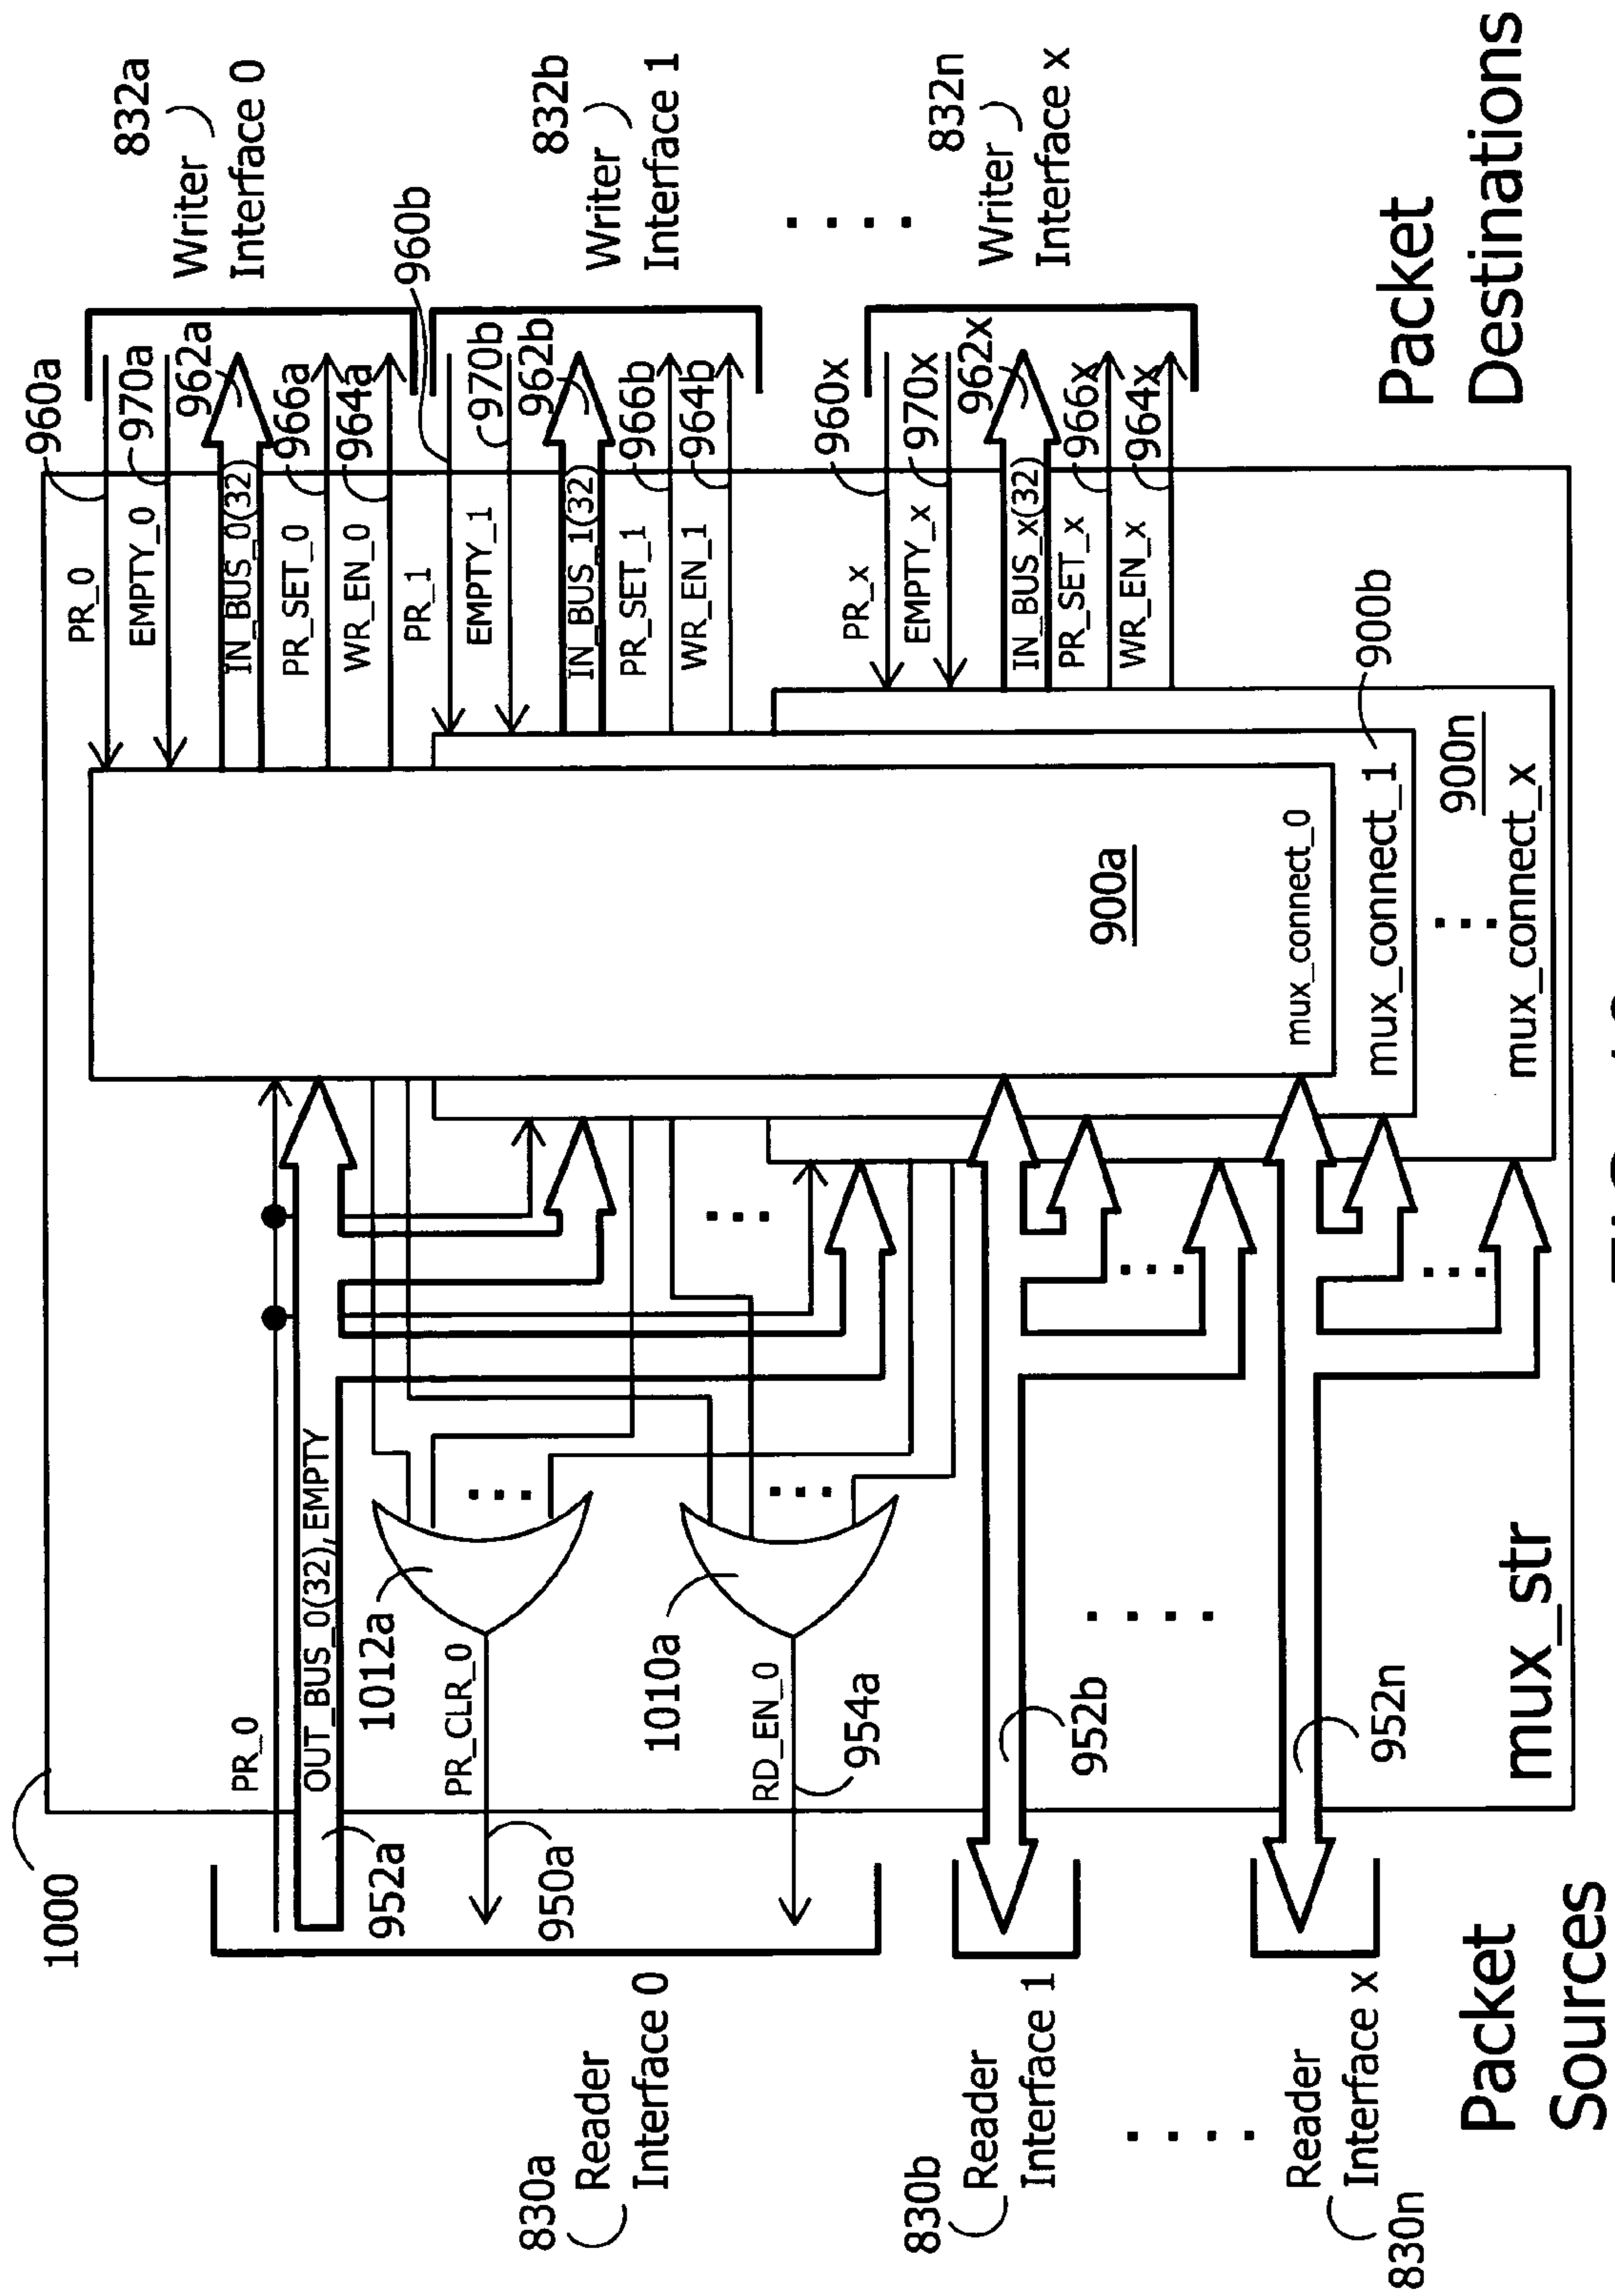 1000
PR_0
OUT_BUS_0(32), EMPTY
952a
1012a
PR_CLR_0
950a
1010a
RD_EN_0
954a
952b
952n
mux_str
830a
Reader
Interface 0
830b
Reader
Interface 1
Reader
Interface x
830n
Packet
Sources
900a
mux_connect_0
mux_connect_1
900b
900n
mux_connect_x
PR_0
960a
EMPTY_0
970a
IN_BUS_0(32)
962a
PR_SET_0
966a
WR_EN_0
964a
832a
Writer
Interface 0
PR_1
960b
EMPTY_1
970b
IN_BUS_1(32)
962b
PR_SET_1
966b
WR_EN_1
964b
832b
Writer
Interface 1
PR_x
960x
EMPTY_x
970x
IN_BUS_x(32)
962x
PR_SET_x
966x
WR_EN_x
964x
832n
Writer
Interface x
Packet
Destinations